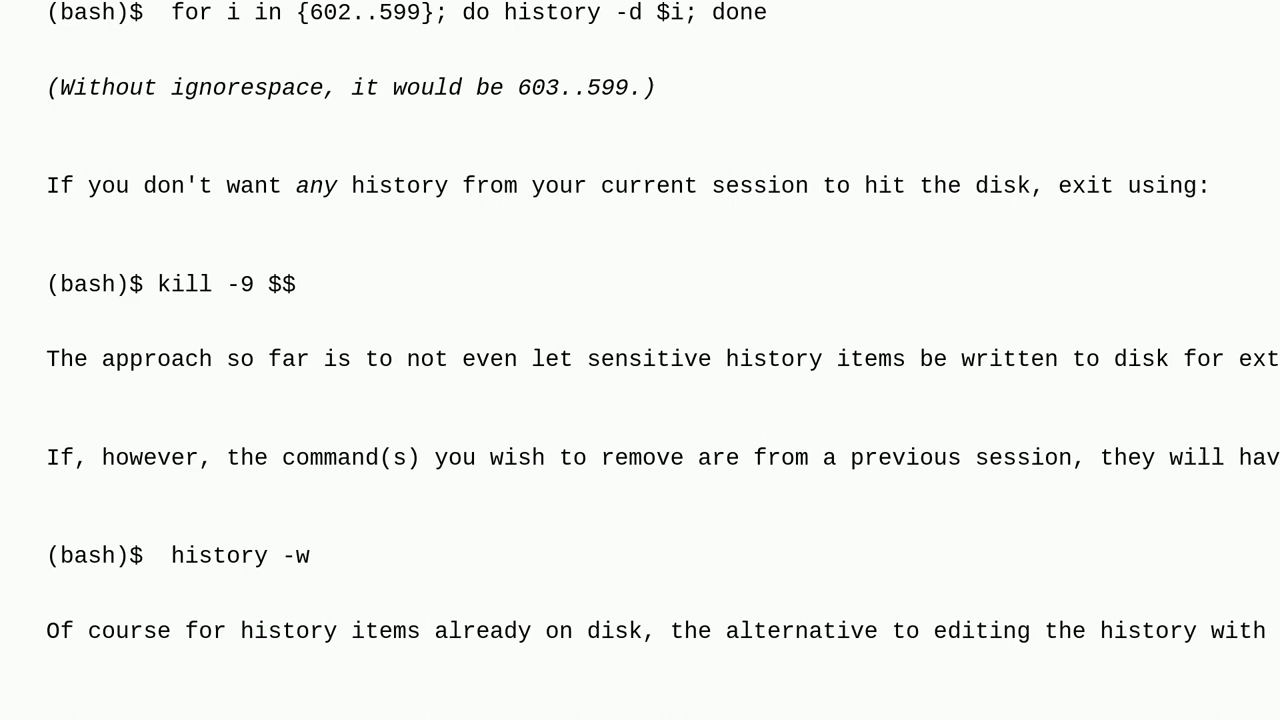 (bash)$  for i in {602..599}; do history -d $i; done
(Without ignorespace, it would be 603..599.)
If you don't want any history from your current session to hit the disk, exit using:
(bash)$ kill -9 $$
The approach so far is to not even let sensitive history items be written to disk for ext
If, however, the command(s) you wish to remove are from a previous session, they will hav
(bash)$  history -w
Of course for history items already on disk, the alternative to editing the history with